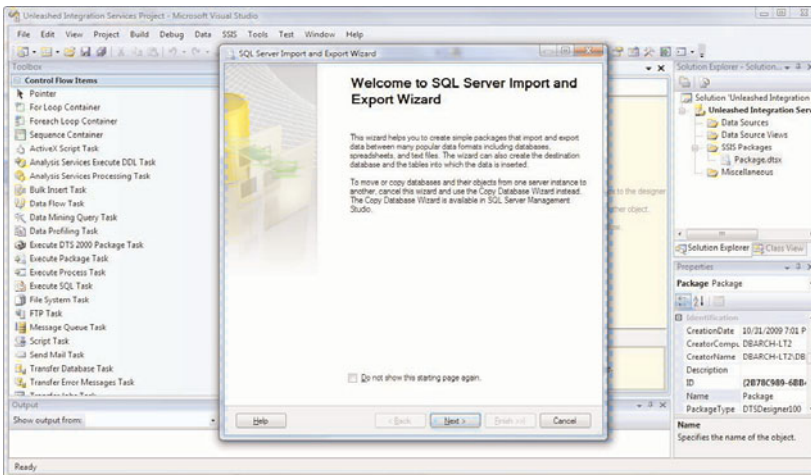 Unleashed Integration Services Project - Microsoft Visual Studio
File Edit View Project Build Debug Data SSIS Tools Test Window Help
Toolbox
Control Flow Items
Pointer
For Loop Container
Foreach Loop Container
Sequence Container
ActiveX Script Task
Analysis Services Execute DDL Task
Analysis Services Processing Task
Bulk Insert Task
Data Flow Task
Data Mining Query Task
Data Profiling Task
Execute DTS 2000 Package Task
Execute Package Task
Execute Process Task
Execute SQL Task
File System Task
FTP Task
Message Queue Task
Script Task
Send Mail Task
Transfer Database Task
Transfer Error Messages Task
Output
Show output from:
Ready
SQL Server Import and Export Wizard
Welcome to SQL Server Import and
Export Wizard
This wizard helps you to create simple packages that import and export
data between many popular data formats including databases,
spreadsheets, and text files. The wizard can also create the destination
database and the tables into which the data is inserted.
To move or copy databases and their objects from one server instance to
another, cancel this wizard and use the Copy Database Wizard instead.
The Copy Database Wizard is available in SQL Server Management
Studio.
Do not show this starting page again.
Help
< Back
Next >
Finish >>|
Cancel
to the designer
other object.
Solution Explorer - Solution...
Solution 'Unleashed Integration
Unleashed Integration Serv
Data Sources
Data Source Views
SSIS Packages
Package.dtsx
Miscellaneous
Solution Explorer Class View
Properties
Package Package
Identification
CreationDate 10/31/2009 7:01 P
CreatorCompu DBARCH-LT2
CreatorName DBARCH-LT2\DB
Description
ID {2B78C989-6BB-
Name Package
PackageType DTSDesigner100
Name
Specifies the name of the object.